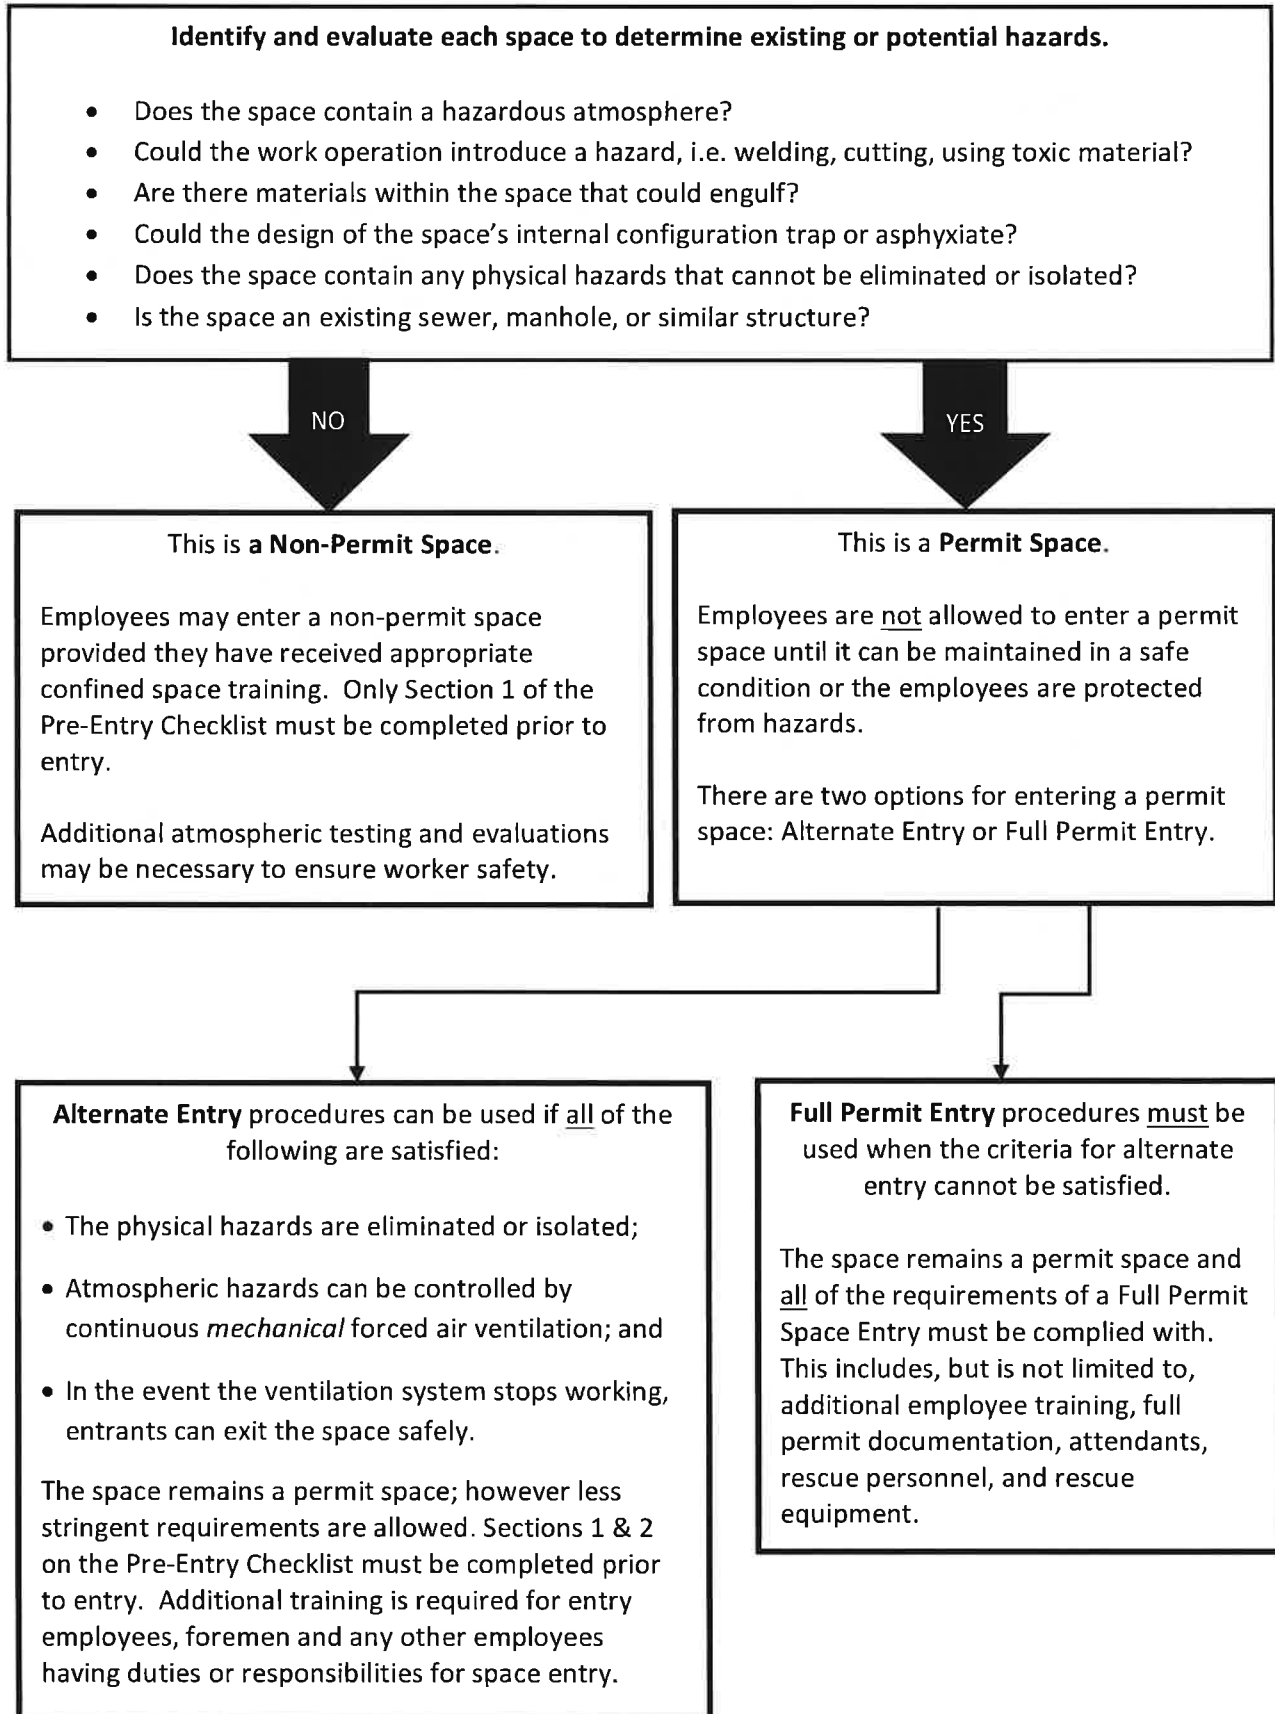 Identify and evaluate each space to determine existing or potential hazards.
• Does the space contain a hazardous atmosphere?
• Could the work operation introduce a hazard, i.e. welding, cutting, using toxic material?
• Are there materials within the space that could engulf?
• Could the design of the space's internal configuration trap or asphyxiate?
• Does the space contain any physical hazards that cannot be eliminated or isolated?
• Is the space an existing sewer, manhole, or similar structure?
NO
YES
This is a Non-Permit Space.
Employees may enter a non-permit space
provided they have received appropriate
confined space training. Only Section 1 of the
Pre-Entry Checklist must be completed prior to
entry.
Additional atmospheric testing and evaluations
may be necessary to ensure worker safety.
This is a Permit Space.
Employees are not allowed to enter a permit
space until it can be maintained in a safe
condition or the employees are protected
from hazards.
There are two options for entering a permit
space: Alternate Entry or Full Permit Entry.
Alternate Entry procedures can be used if all of the
following are satisfied:
• The physical hazards are eliminated or isolated;
• Atmospheric hazards can be controlled by
continuous mechanical forced air ventilation; and
• In the event the ventilation system stops working,
entrants can exit the space safely.
The space remains a permit space; however less
stringent requirements are allowed. Sections 1 & 2
on the Pre-Entry Checklist must be completed prior
to entry. Additional training is required for entry
employees, foremen and any other employees
having duties or responsibilities for space entry.
Full Permit Entry procedures must be
used when the criteria for alternate
entry cannot be satisfied.
The space remains a permit space and
all of the requirements of a Full Permit
Space Entry must be complied with.
This includes, but is not limited to,
additional employee training, full
permit documentation, attendants,
rescue personnel, and rescue
equipment.